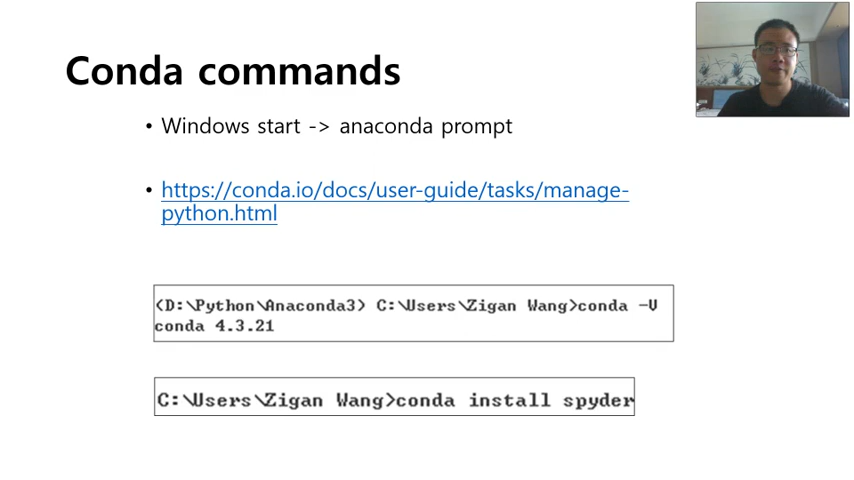 Conda commands
• Windows start -> anaconda prompt
• https://conda.io/docs/user-guide/tasks/manage-
python.html
(D:\Python\Anaconda3) C:\Users\Zigan Wang>conda -V
conda 4.3.21
C:\Users\Zigan Wang>conda install spyder